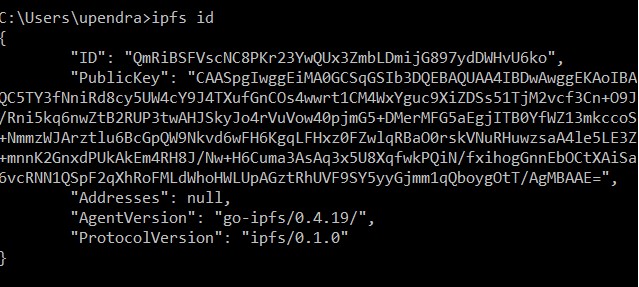 C:\Users\upendra>ipfs id
{
"ID": "QmRiBSFVscNC8PKr23YwQUx3ZmbLDmijG897ydDWHvU6ko",
"PublicKey": "CAASpgIwggEiMA0GCSqGSIb3DQEBAQUAA4IBDwAwggEKAoIBA
QC5TY3fNniRd8cy5UW4cY9J4TXufGnCOs4wwrt1CM4WxYguc9XiZDSs51TjM2vcf3Cn+O9J
/Rni5kq6nwZtB2RUP3twAHJSkyJo4rVuVow40pjmG5+DMerMFG5aEgjITB0YfWZ13mkccoS
+NmmzWJArztlu6BcGpQW9Nkvd6wFH6KgqLFHxz0FZwlqRBaO0rskVNuRHuwzsaA4le5LE3Z
+mnnK2GnxdPUkAkEm4RH8J/Nw+H6Cuma3AsAq3x5U8XqfwkPQiN/fxihogGnnEbOCtXAiSa
6vcRNN1QSpF2qXhRoFMLdWhoHWLUpAGztRhUVF9SY5yyGjmm1qQboygOtT/AgMBAAE=",
"Addresses": null,
"AgentVersion": "go-ipfs/0.4.19/",
"ProtocolVersion": "ipfs/0.1.0"
}